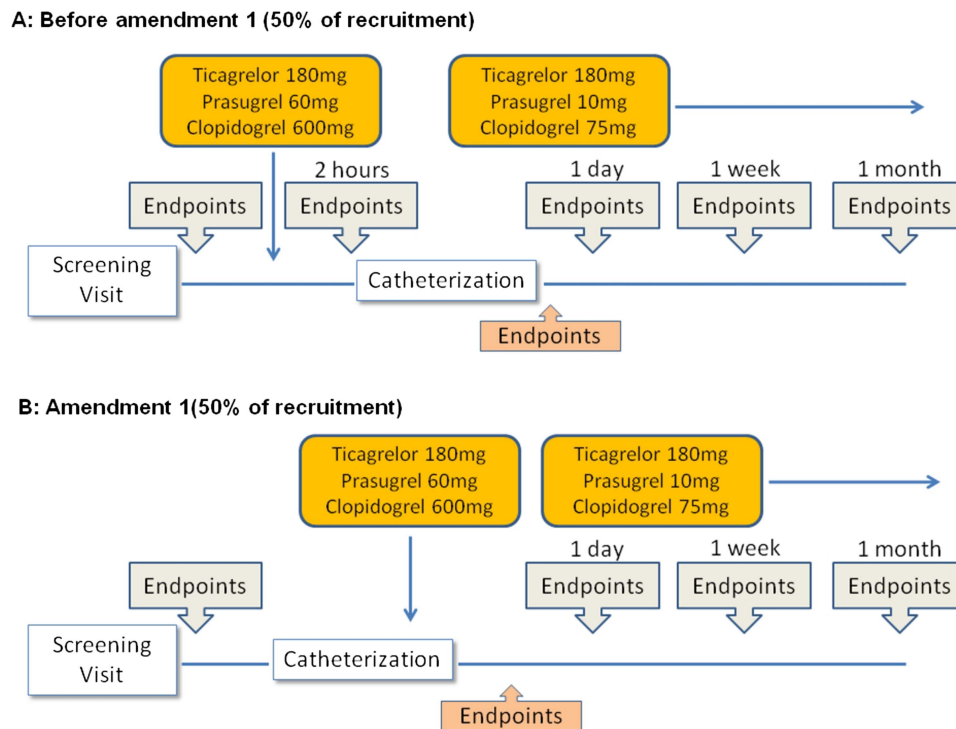 A: Before amendment 1 (50% of recruitment)
Ticagrelor 180mg
Prasugrel 60mg
Clopidogrel 600mg
Ticagrelor 180mg
Prasugrel 10mg
Clopidogrel 75mg
2 hours
1 day
1 week
1 month
Endpoints
Endpoints
Endpoints
Endpoints
Endpoints
Screening
Visit
Catheterization
Endpoints
B: Amendment 1(50% of recruitment)
Ticagrelor 180mg
Prasugrel 60mg
Clopidogrel 600mg
Ticagrelor 180mg
Prasugrel 10mg
Clopidogrel 75mg
1 day
1 week
1 month
Endpoints
Endpoints
Endpoints
Endpoints
Screening
Visit
Catheterization
Endpoints